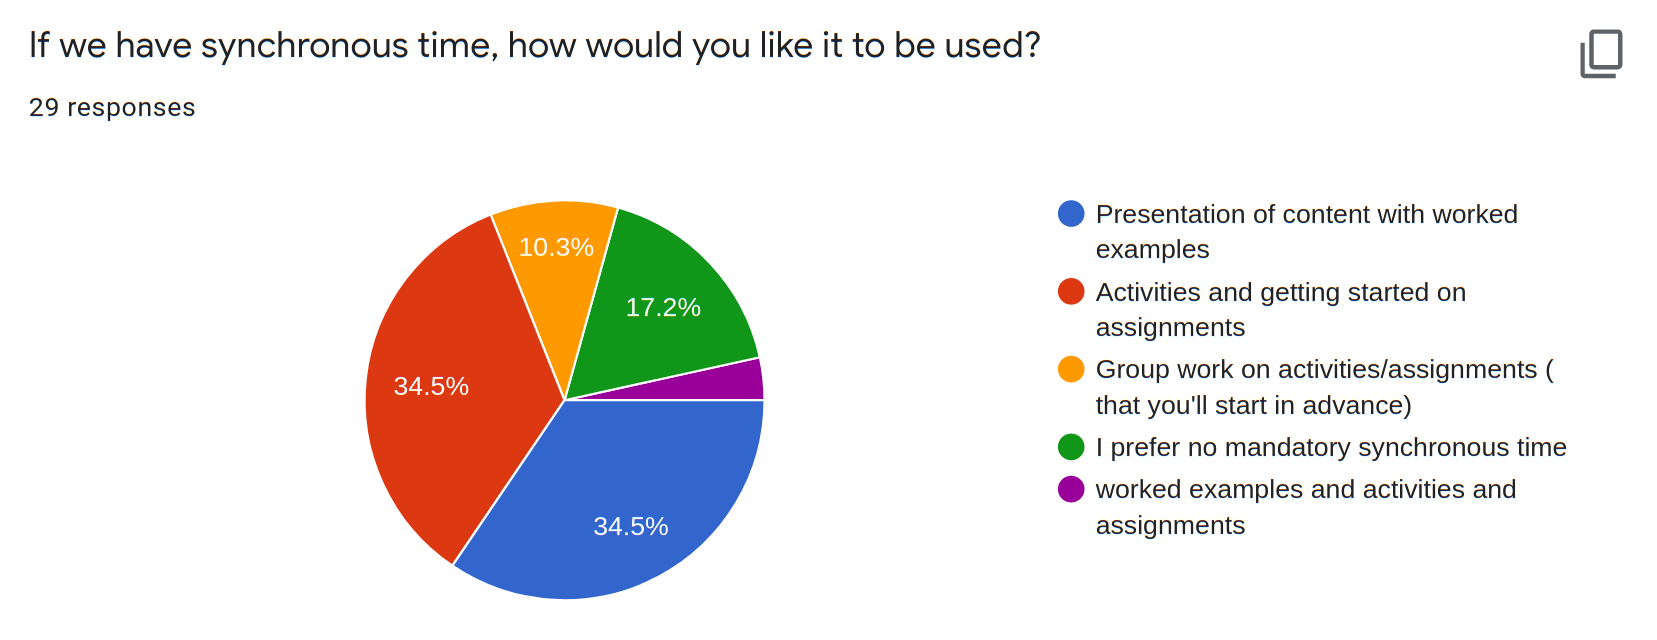 If we have synchronous time, how would you like it to be used?
29 responses
10.3%
17.2%
34.5%
34.5%
Presentation of content with worked
examples
Activities and getting started on
assignments
Group work on activities/assignments (
that you'll start in advance)
I prefer no mandatory synchronous time
worked examples and activities and
assignments